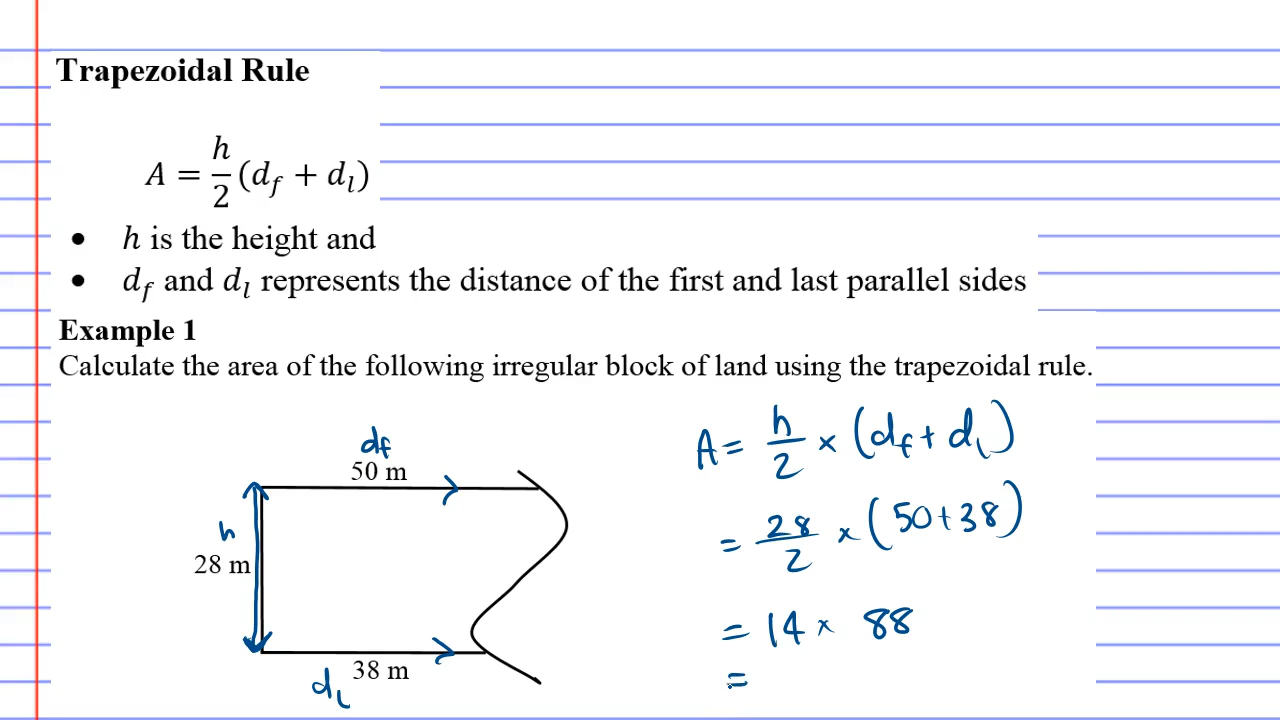 Trapezoidal Rule
A = h/2 (d_f + d_l)
• h is the height and
• d_f and d_l represents the distance of the first and last parallel sides
Example 1
Calculate the area of the following irregular block of land using the trapezoidal rule.
df
50 m
h
28 m
38 m
dl
A = h/2 × (df + dl)
= 28/2 × (50+38)
= 14 × 88
=